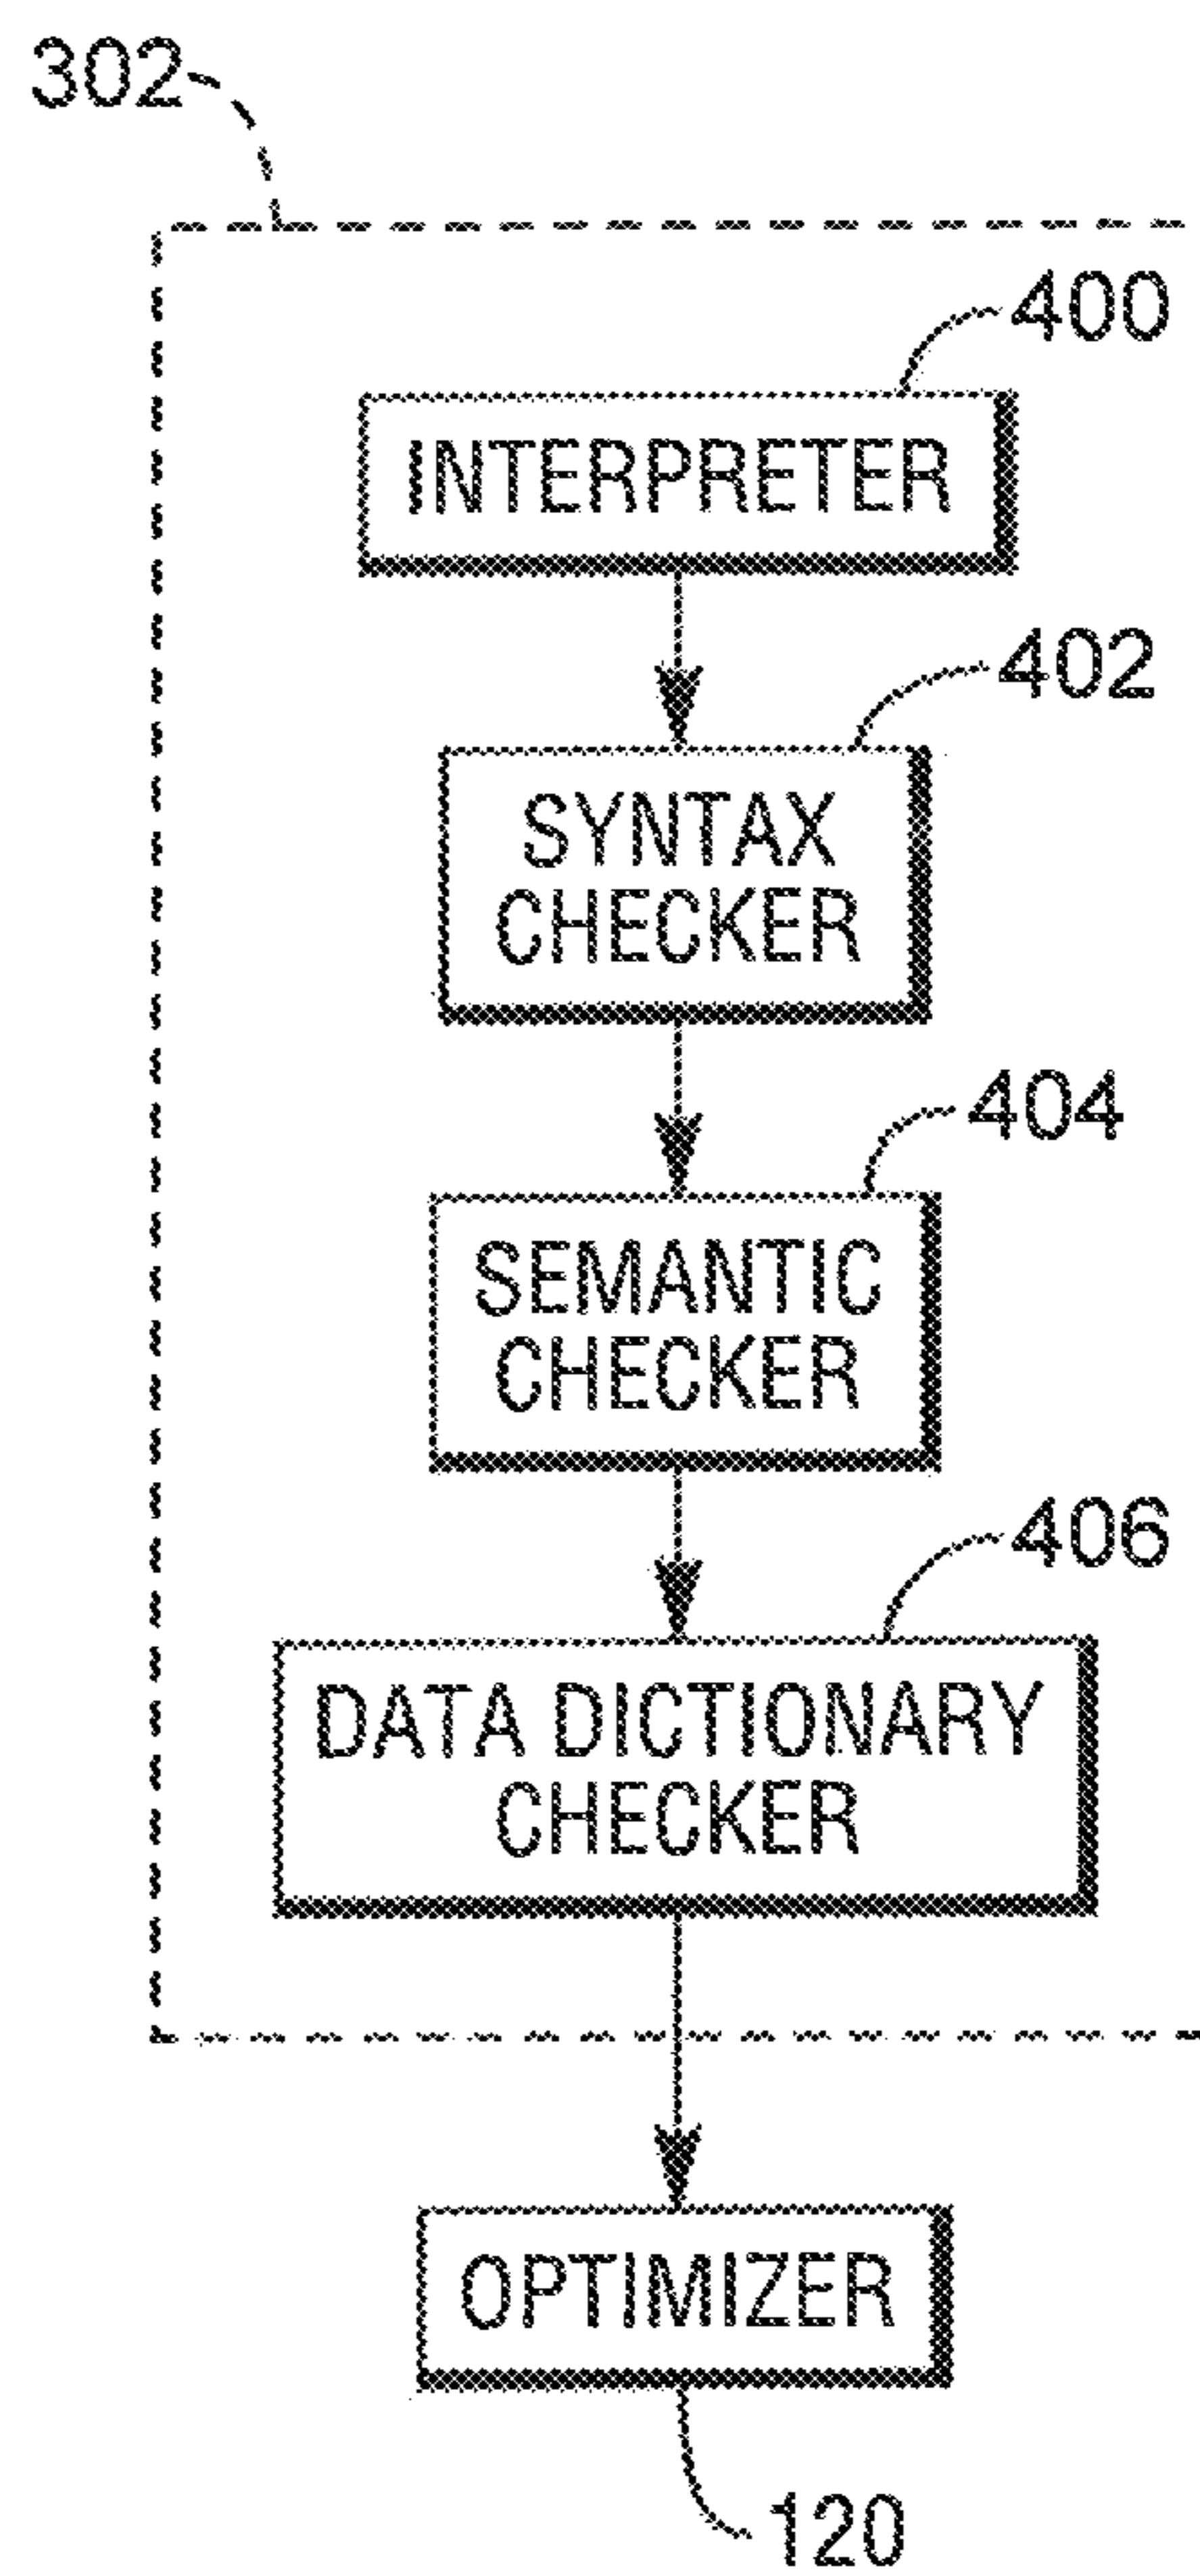 302
400
INTERPRETER
402
SYNTAX
CHECKER
404
SEMANTIC
CHECKER
406
DATA DICTIONARY
CHECKER
OPTIMIZER
120